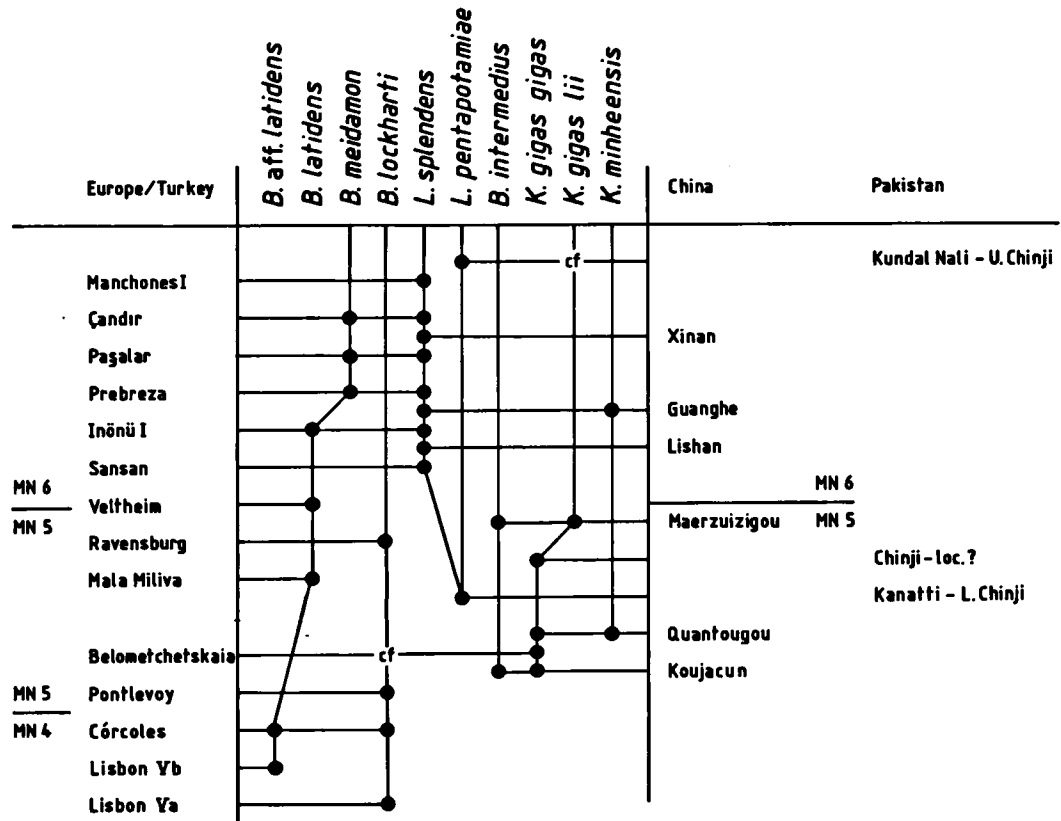 B. aff. latidens
B. latidens
B. meidamon
B. lockharti
L. splendens
L. pentapotamiae
B. intermedius
K. gigas gigas
K. gigas lii
K. minheensis
Europe/Turkey
China
Pakistan
cf
Kundal Nali - U. Chinji
Manchones I
Çandır
Xinan
Paşalar
Prebreza
Guanghe
Inönü I
Lishan
Sansan
MN 6
MN 6
Veltheim
MN 5
Maerzuizigou
MN 5
Ravensburg
Chinji-loc.?
Mala Miliva
Kanatti - L. Chinji
Quantougou
Belometchetskaia
cf
Koujacun
MN 5
Pontlevoy
MN 4
Córcoles
Lisbon Vb
Lisbon Va